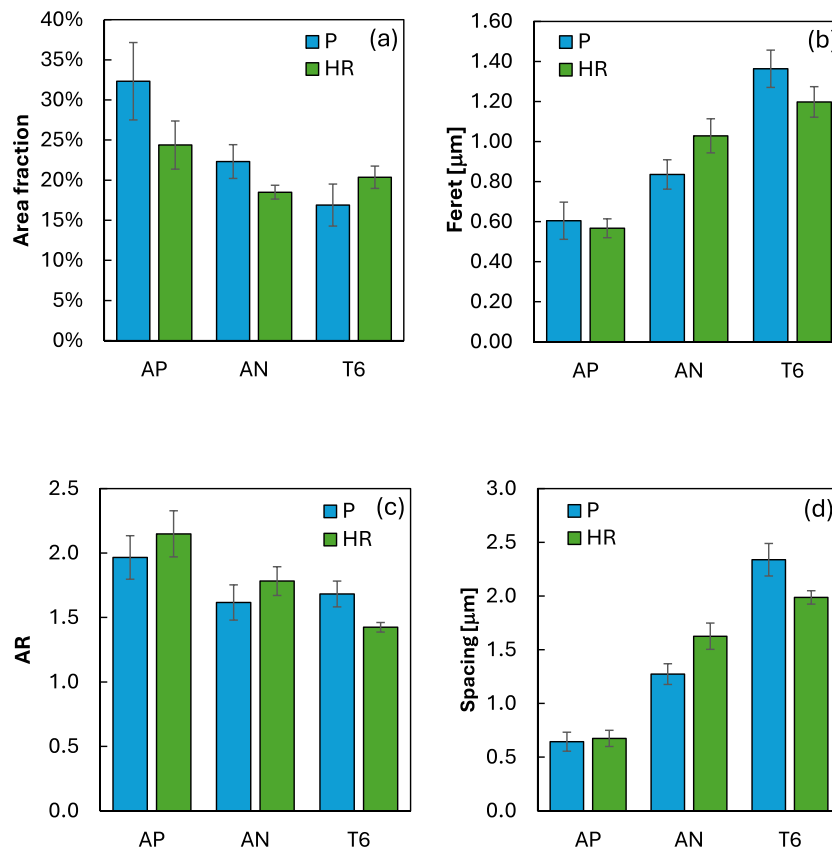 (a)
P
HR
40%
35%
30%
25%
20%
15%
10%
5%
0%
Area fraction
AP AN T6
(b)
P
HR
1.60
1.40
1.20
1.00
0.80
0.60
0.40
0.20
0.00
Feret [µm]
AP AN T6
(c)
P
HR
2.5
2.0
1.5
1.0
0.5
0.0
AR
AP AN T6
(d)
P
HR
3.0
2.5
2.0
1.5
1.0
0.5
0.0
Spacing [µm]
AP AN T6